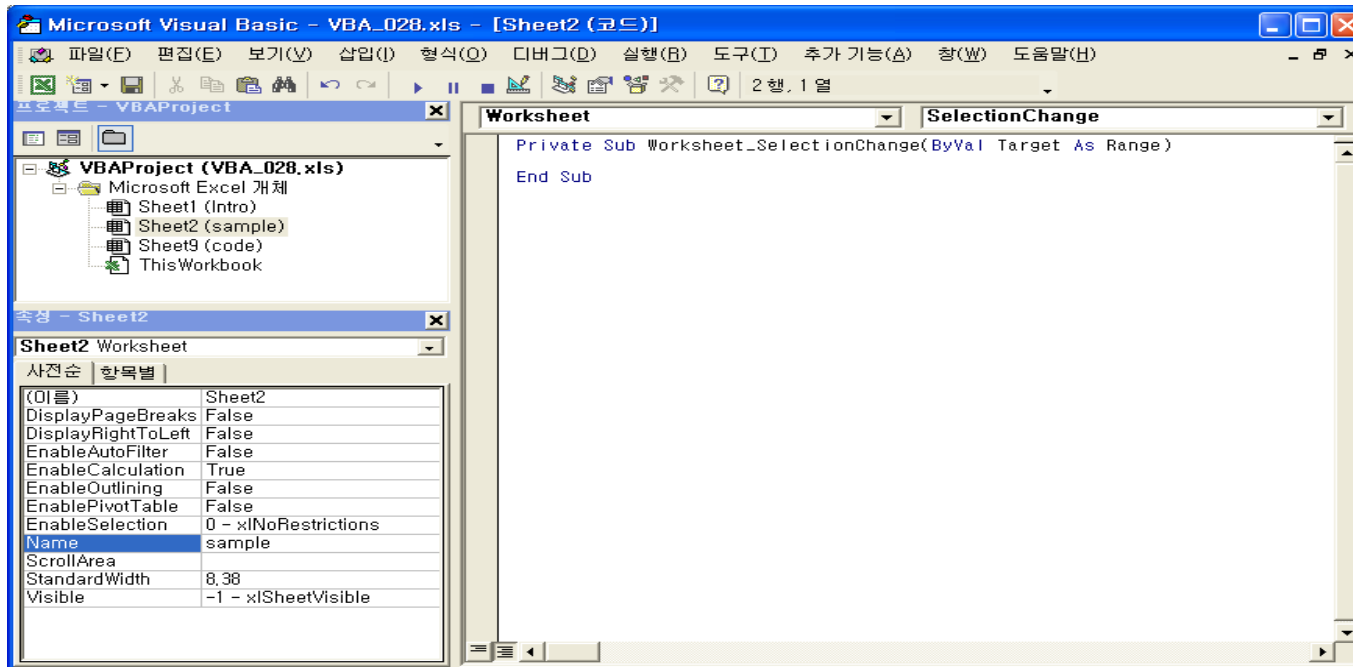 Microsoft Visual Basic - VBA_028.xls - [Sheet2 (코드)]
파일(F) 편집(E) 보기(V) 삽입(I) 형식(O) 디버그(D) 실행(R) 도구(T) 추가 기능(A) 창(W) 도움말(H)
2 행, 1 열
프로젝트 - VBAProject
VBAProject (VBA_028.xls)
Microsoft Excel 개체
Sheet1 (Intro)
Sheet2 (sample)
Sheet9 (code)
ThisWorkbook
속성 - Sheet2
Sheet2 Worksheet
사전순 항목별
(이름) Sheet2
DisplayPageBreaks False
DisplayRightToLeft False
EnableAutoFilter False
EnableCalculation True
EnableOutlining False
EnablePivotTable False
EnableSelection 0 - xlNoRestrictions
Name sample
ScrollArea
StandardWidth 8,38
Visible -1 - xlSheetVisible
Worksheet SelectionChange
Private Sub Worksheet_SelectionChange(ByVal Target As Range)
End Sub